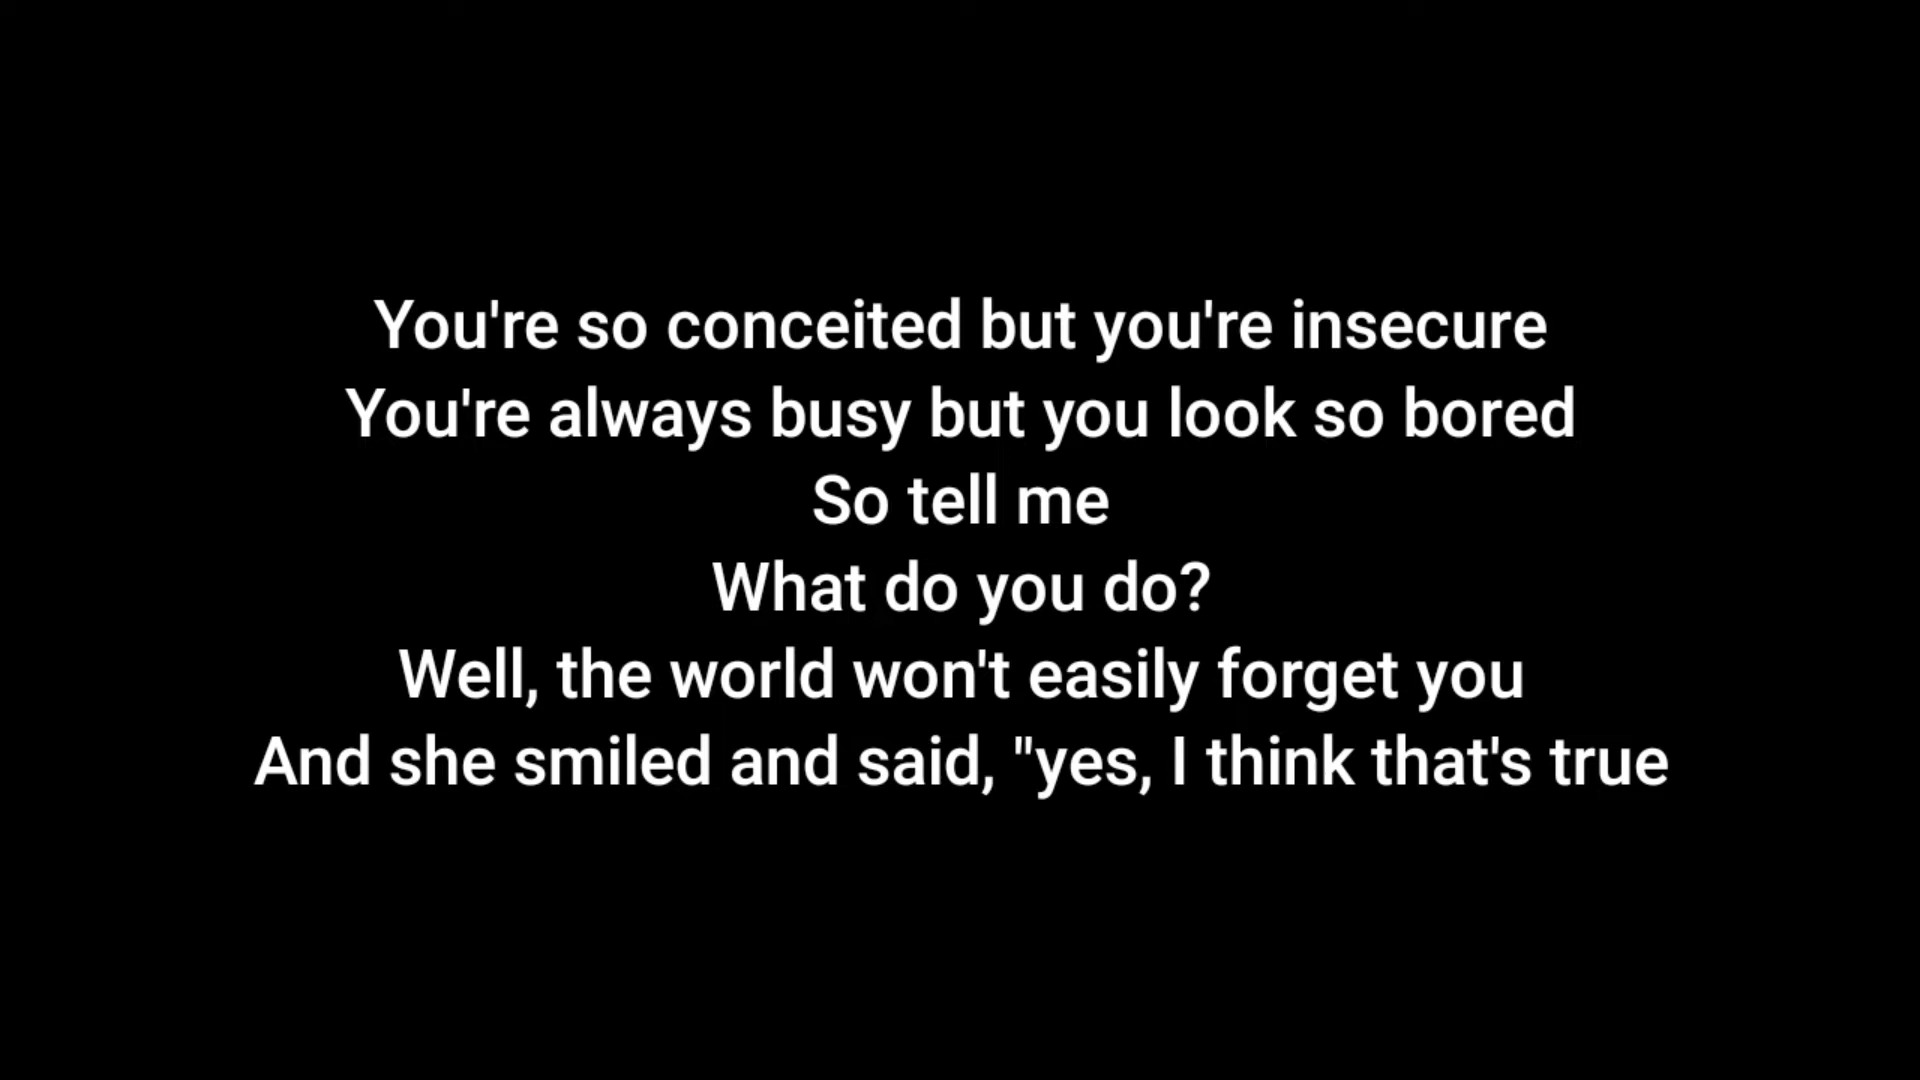 You're so conceited but you're insecure
You're always busy but you look so bored
So tell me
What do you do?
Well, the world won't easily forget you
And she smiled and said, "yes, I think that's true